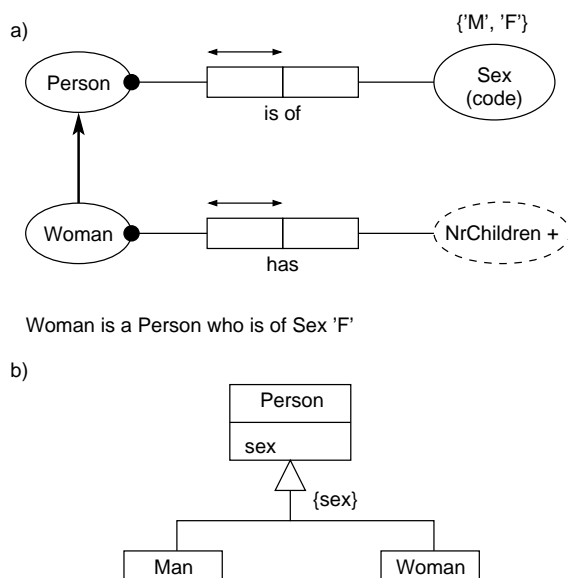 a)
{'M', 'F'}
Person
Sex
(code)
is of
Woman
NrChildren +
has
Woman is a Person who is of Sex 'F'
b)
Person
sex
{sex}
Man
Woman